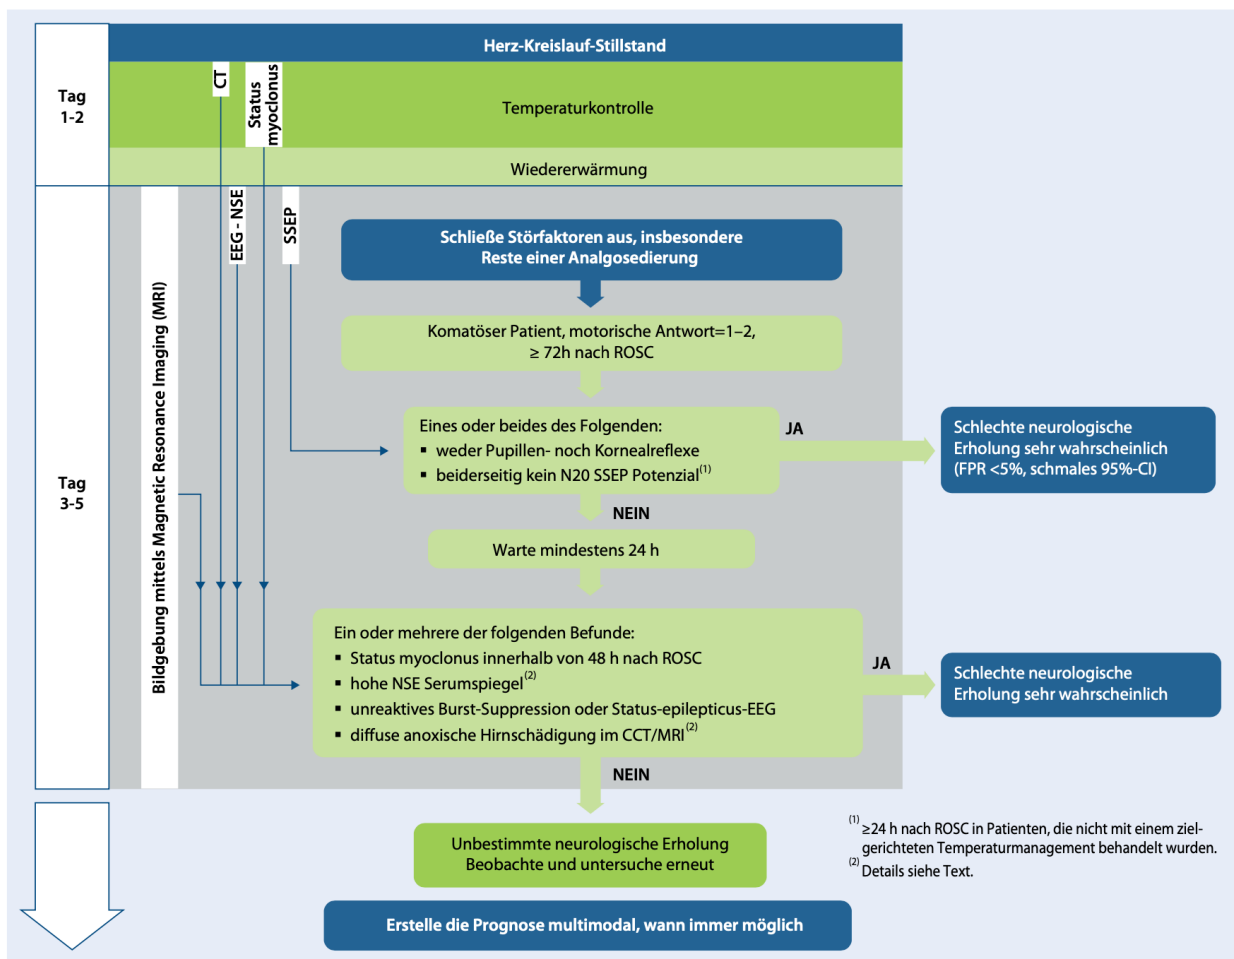 Herz-Kreislauf-Stillstand
Tag
1-2
CT
Status
myoclonus
Temperaturkontrolle
Wiedererwärmung
Tag
3-5
Bildgebung mittels Magnetic Resonance Imaging (MRI)
EEG - NSE
SSEP
Schließe Störfaktoren aus, insbesondere
Reste einer Analgosedierung
Komatöser Patient, motorische Antwort=1–2,
≥ 72h nach ROSC
Eines oder beides des Folgenden:
▪ weder Pupillen- noch Kornealreflexe
▪ beiderseitig kein N20 SSEP Potenzial(1)
JA
Schlechte neurologische
Erholung sehr wahrscheinlich
(FPR <5%, schmales 95%-CI)
NEIN
Warte mindestens 24 h
Ein oder mehrere der folgenden Befunde:
▪ Status myoclonus innerhalb von 48 h nach ROSC
▪ hohe NSE Serumspiegel(2)
▪ unreaktives Burst-Suppression oder Status-epilepticus-EEG
▪ diffuse anoxische Hirnschädigung im CCT/MRI(2)
JA
Schlechte neurologische
Erholung sehr wahrscheinlich
NEIN
Unbestimmte neurologische Erholung
Beobachte und untersuche erneut
(1) ≥24 h nach ROSC in Patienten, die nicht mit einem ziel-
gerichteten Temperaturmanagement behandelt wurden.
(2) Details siehe Text.
Erstelle die Prognose multimodal, wann immer möglich